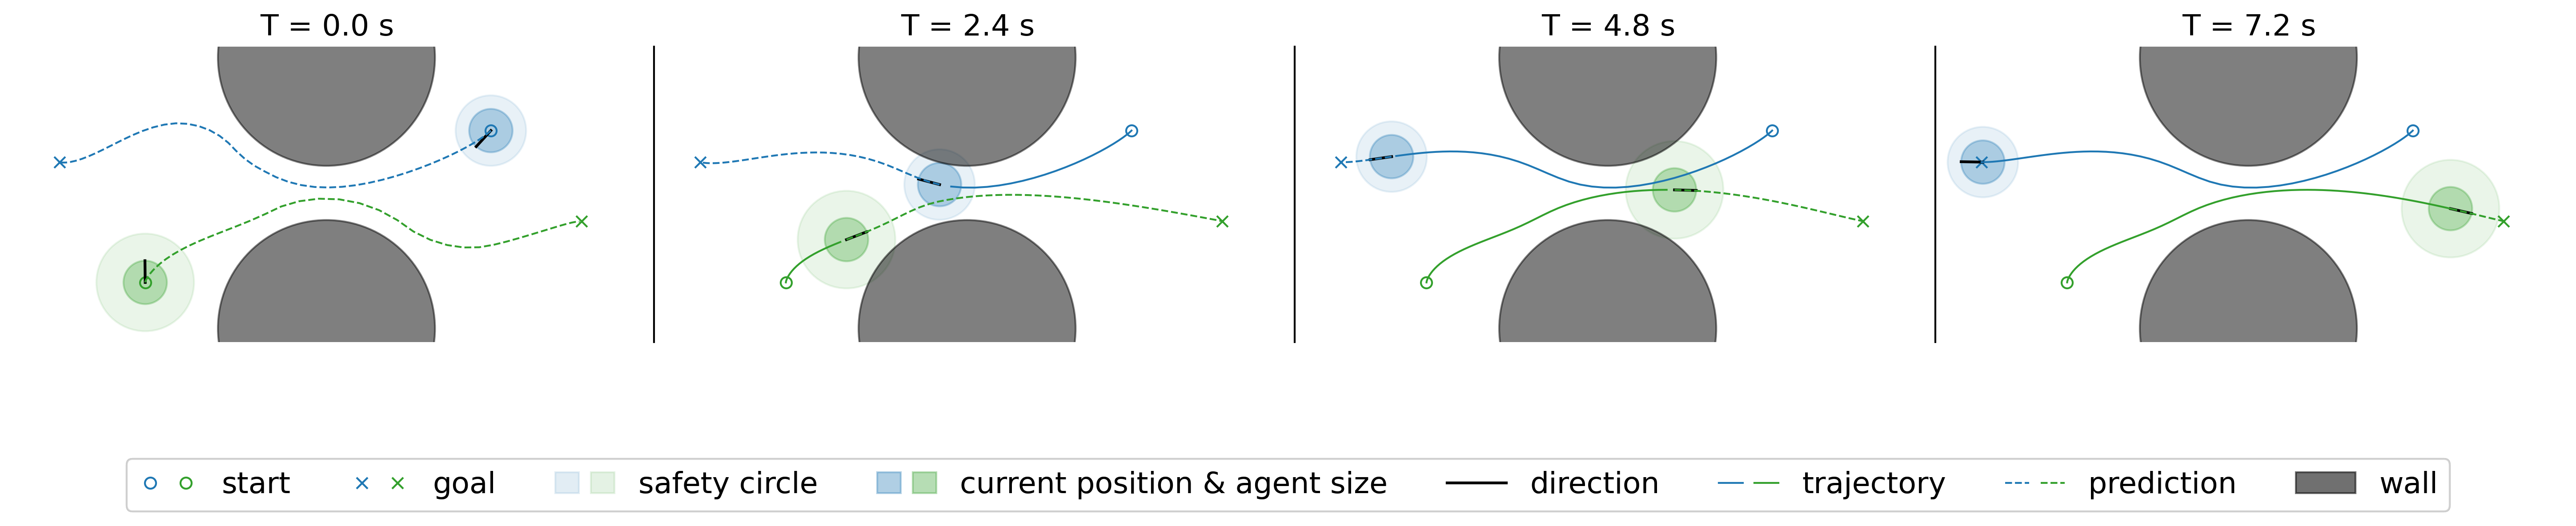 T = 0.0 s
T = 2.4 s
T = 4.8 s
T = 7.2 s
start goal safety circle current position & agent size direction trajectory prediction wall